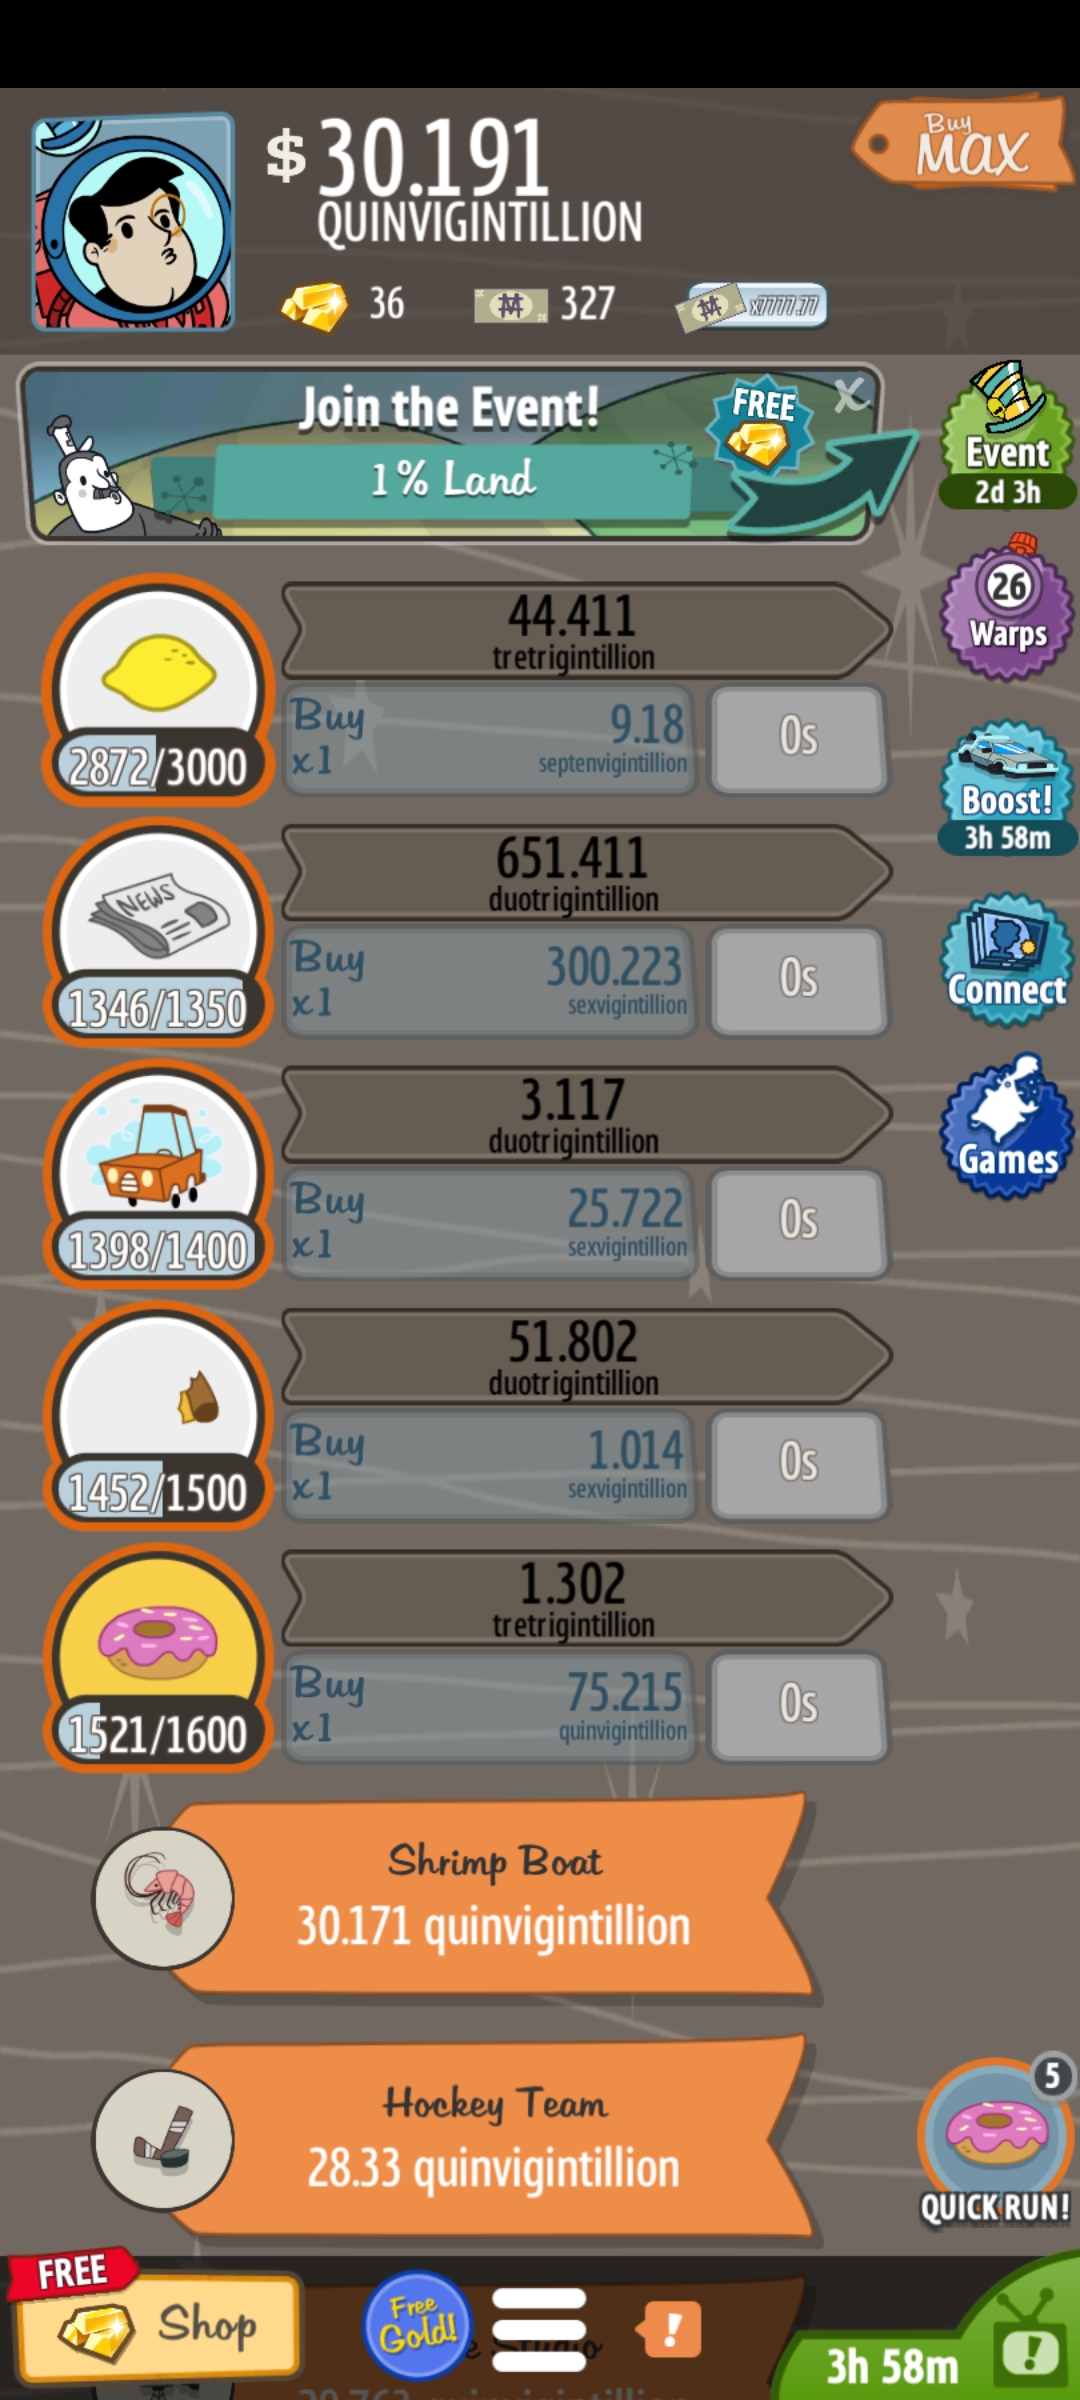 $ 30.191
QUINVIGINTILLION
Buy
MAX
36
327
x7777.77
Join the Event!
FREE
X
1% Land
Event
2d 3h
44.411
tretrigintillion
Buy
x1
9.18
septenvigintillion
0s
2872/3000
26
Warps
651.411
duotrigintillion
NEWS
Buy
x1
300.223
sexvigintillion
0s
1346/1350
Boost!
3h 58m
Connect
3.117
duotrigintillion
Buy
x1
25.722
sexvigintillion
0s
1398/1400
Games
51.802
duotrigintillion
Buy
x1
1.014
sexvigintillion
0s
1452/1500
1.302
tretrigintillion
Buy
x1
75.215
quinvigintillion
0s
1521/1600
Shrimp Boat
30.171 quinvigintillion
Hockey Team
28.33 quinvigintillion
5
QUICK RUN!
FREE
Shop
Free
Gold!
!
3h 58m
!